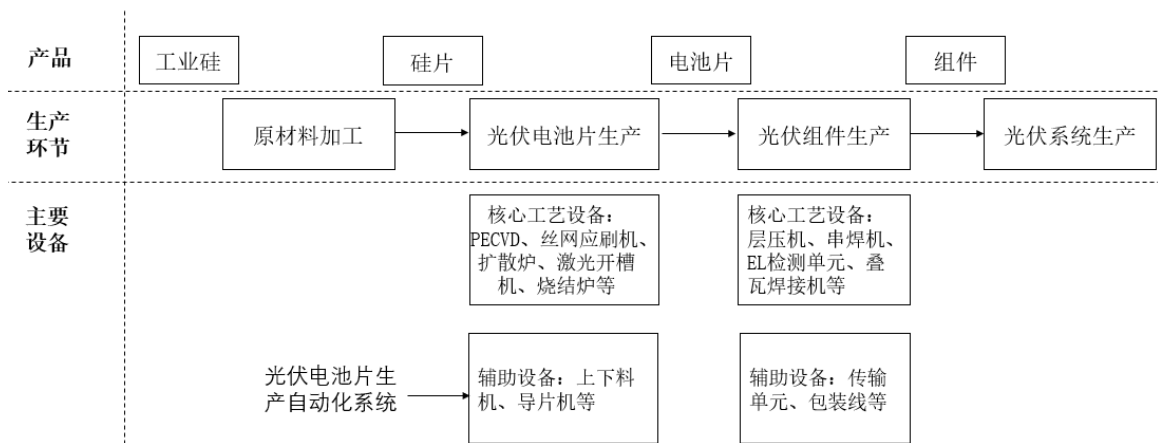 产品
工业硅
硅片
电池片
组件
生产
环节
原材料加工
光伏电池片生产
光伏组件生产
光伏系统生产
主要
设备
核心工艺设备：
PECVD、丝网应刷机、
扩散炉、激光开槽
机、烧结炉等
核心工艺设备：
层压机、串焊机、
EL检测单元、叠
瓦焊接机等
光伏电池片生
产自动化系统
辅助设备：上下料
机、导片机等
辅助设备：传输
单元、包装线等